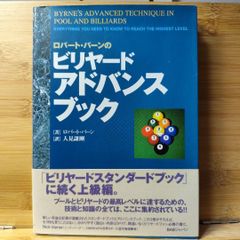 BYRNE'S ADVANCED TECHNIQUE IN
POOL AND BILLIARDS
EVERYTHING YOU NEED TO KNOW TO REACH THE HIGHEST LEVEL
ロバート・バーンの
ビリヤード
アドバンス
ブック
[著] ロバート・バーン
[訳] 人見謙剛
「ビリヤードスタンダードブック」
に続く上級編。
プールとビリヤードの最高レベルに達するための、
技術と知識の全ては、ここに集約されている!!